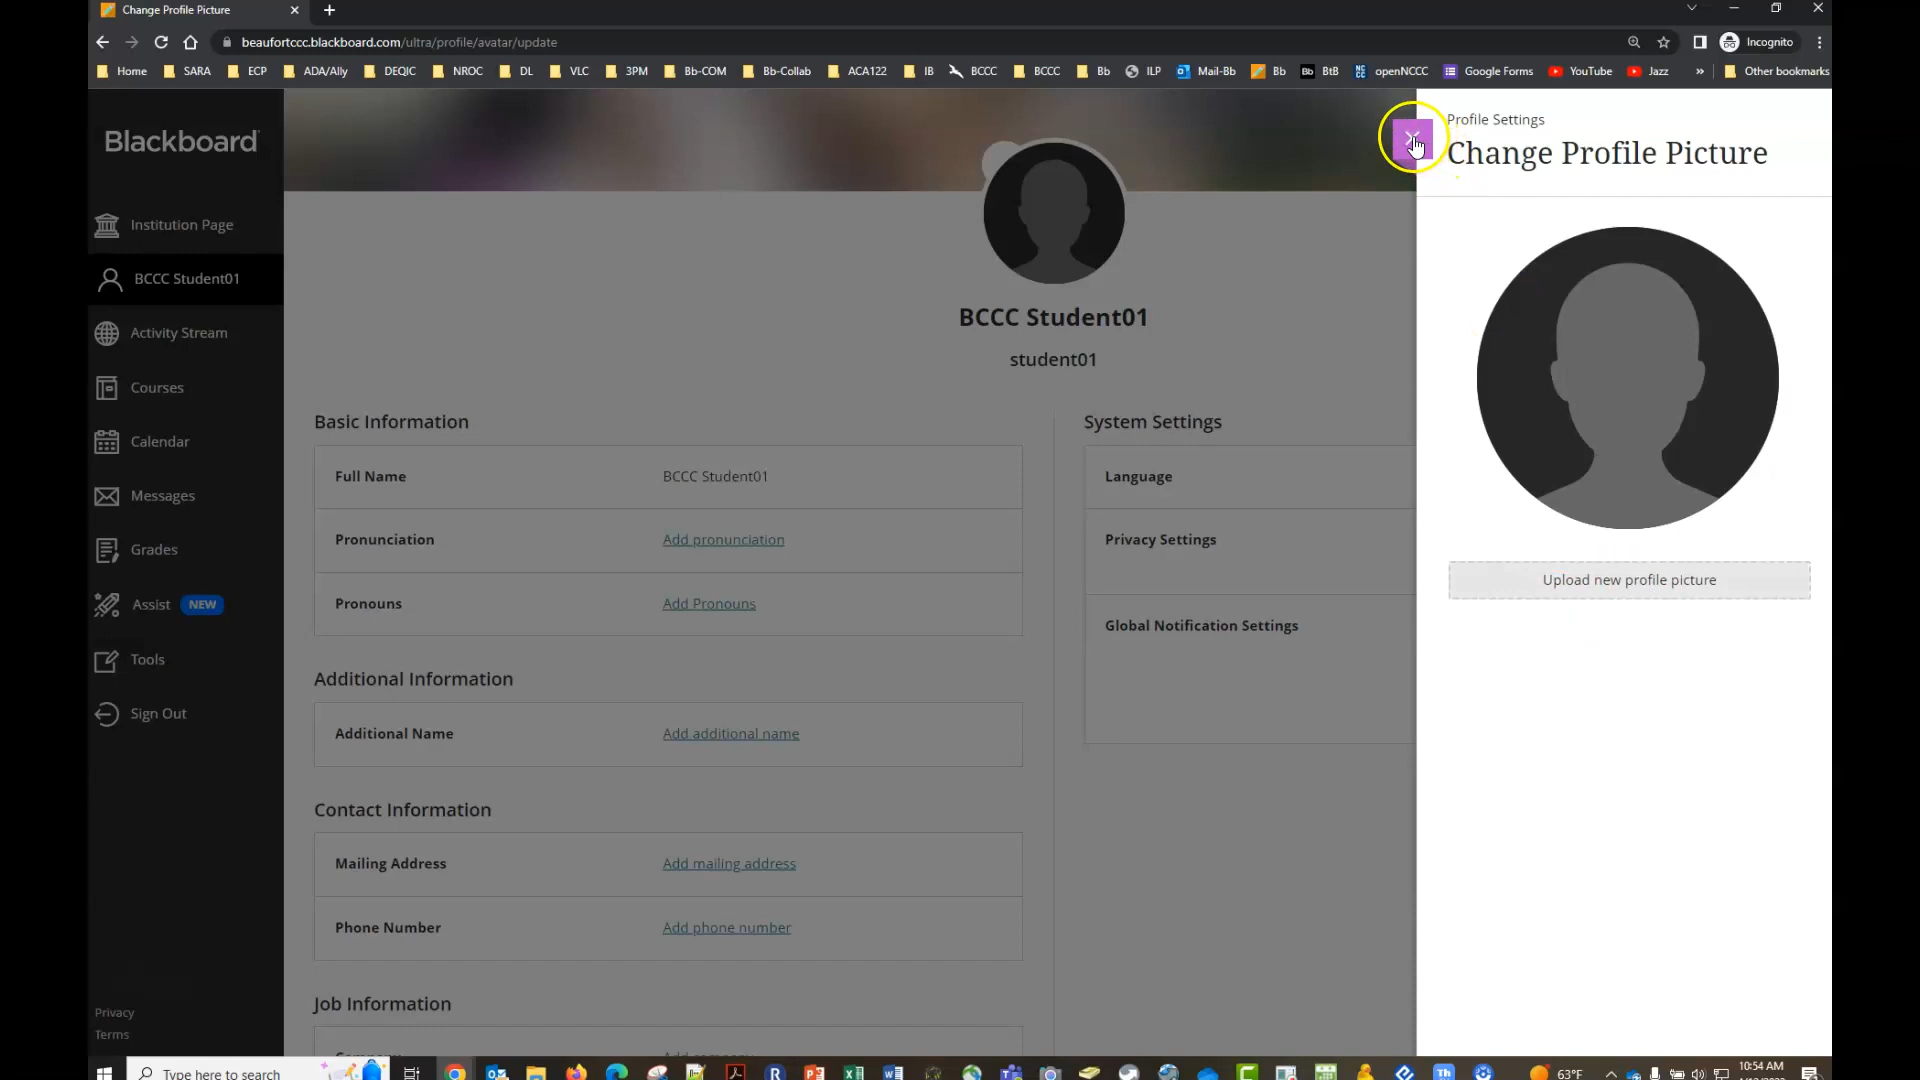 Change Profile Picture
beaufortccc.blackboard.com/ultra/profile/avatar/update
Incognito
Home SARA ECP ADA/Ally DEQIC NROC DL VLC 3PM Bb-COM Bb-Collab ACA122 IB BCCC BCCC Bb ILP Mail-Bb Bb Bb BtB openNCCC Google Forms YouTube Jazz » Other bookmarks
Blackboard
Institution Page
BCCC Student01
Activity Stream
Courses
Calendar
Messages
Grades
Assist NEW
Tools
Sign Out
Privacy
Terms
BCCC Student01
student01
Basic Information
Full Name BCCC Student01
Pronunciation Add pronunciation
Pronouns Add Pronouns
Additional Information
Additional Name Add additional name
Contact Information
Mailing Address Add mailing address
Phone Number Add phone number
Job Information
System Settings
Language
Privacy Settings
Global Notification Settings
Profile Settings
Change Profile Picture
Upload new profile picture
Type here to search
63°F
10:54 AM